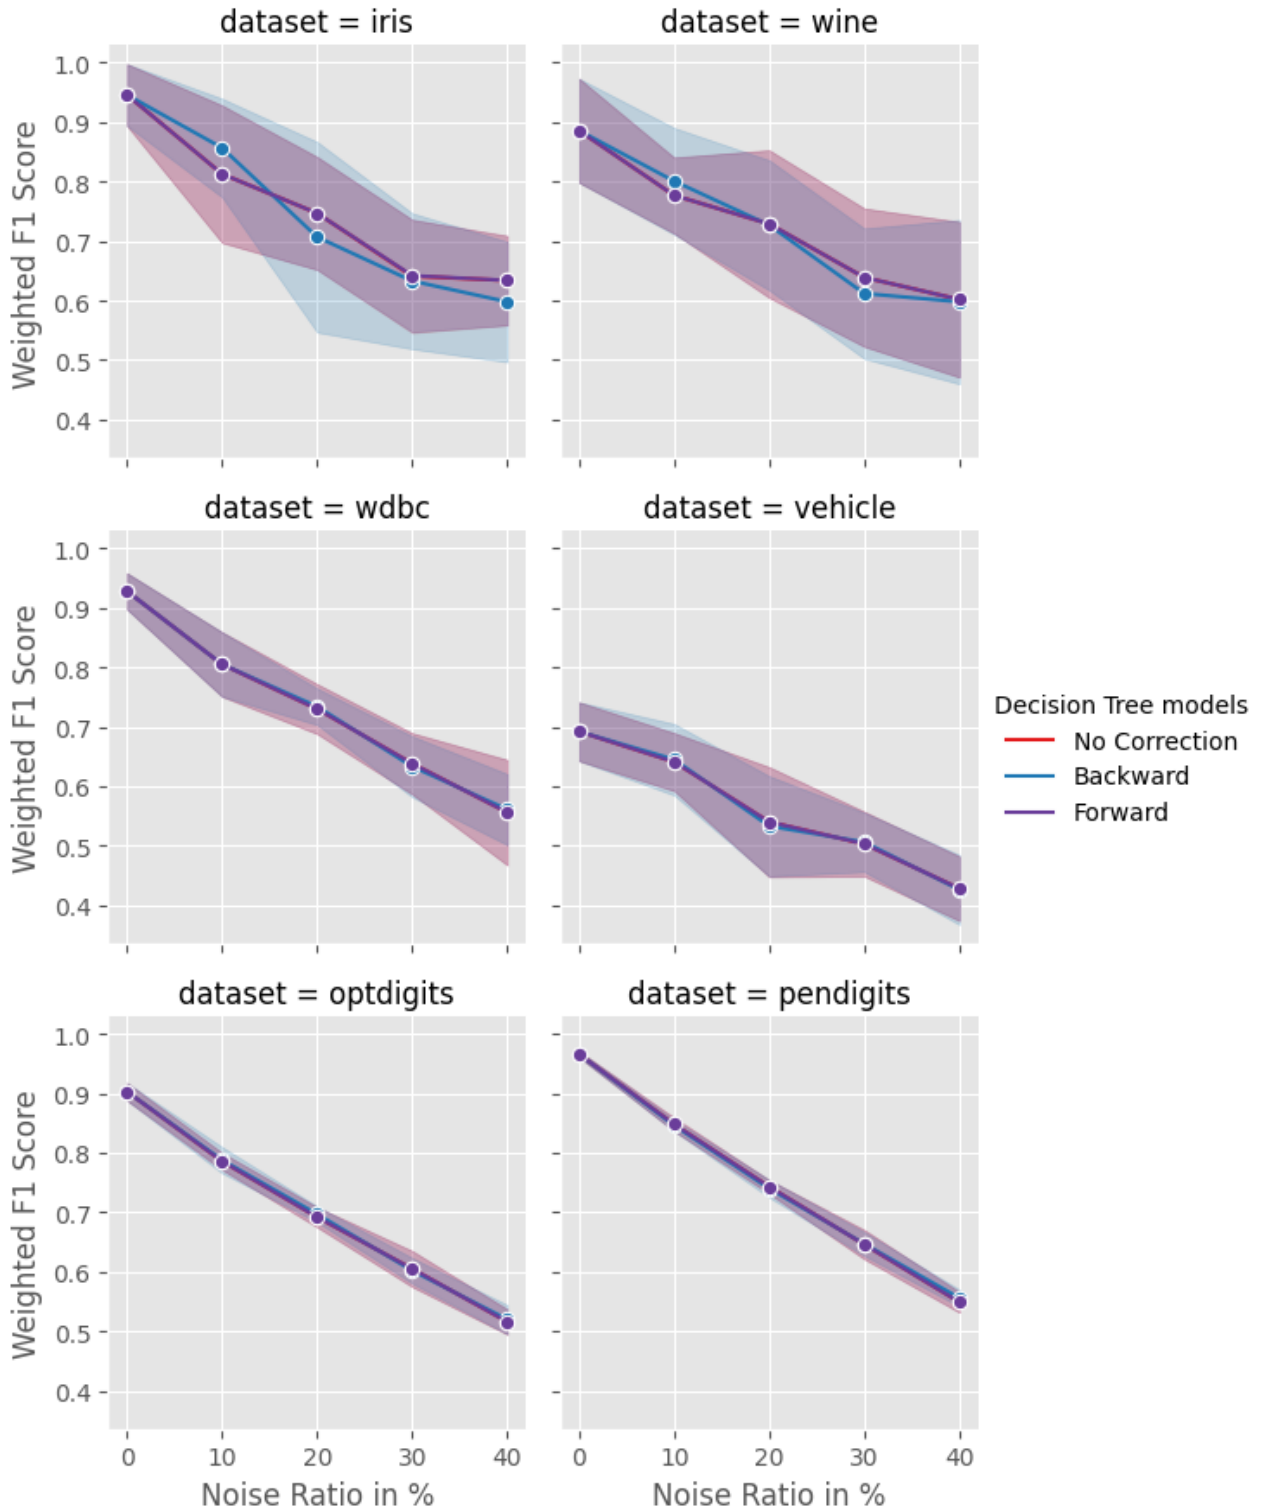 dataset = iris
dataset = wine
Weighted F1 Score
1.0
0.9
0.8
0.7
0.6
0.5
0.4
dataset = wdbc
dataset = vehicle
Weighted F1 Score
1.0
0.9
0.8
0.7
0.6
0.5
0.4
Decision Tree models
No Correction
Backward
Forward
dataset = optdigits
dataset = pendigits
Weighted F1 Score
1.0
0.9
0.8
0.7
0.6
0.5
0.4
0 10 20 30 40
0 10 20 30 40
Noise Ratio in %
Noise Ratio in %